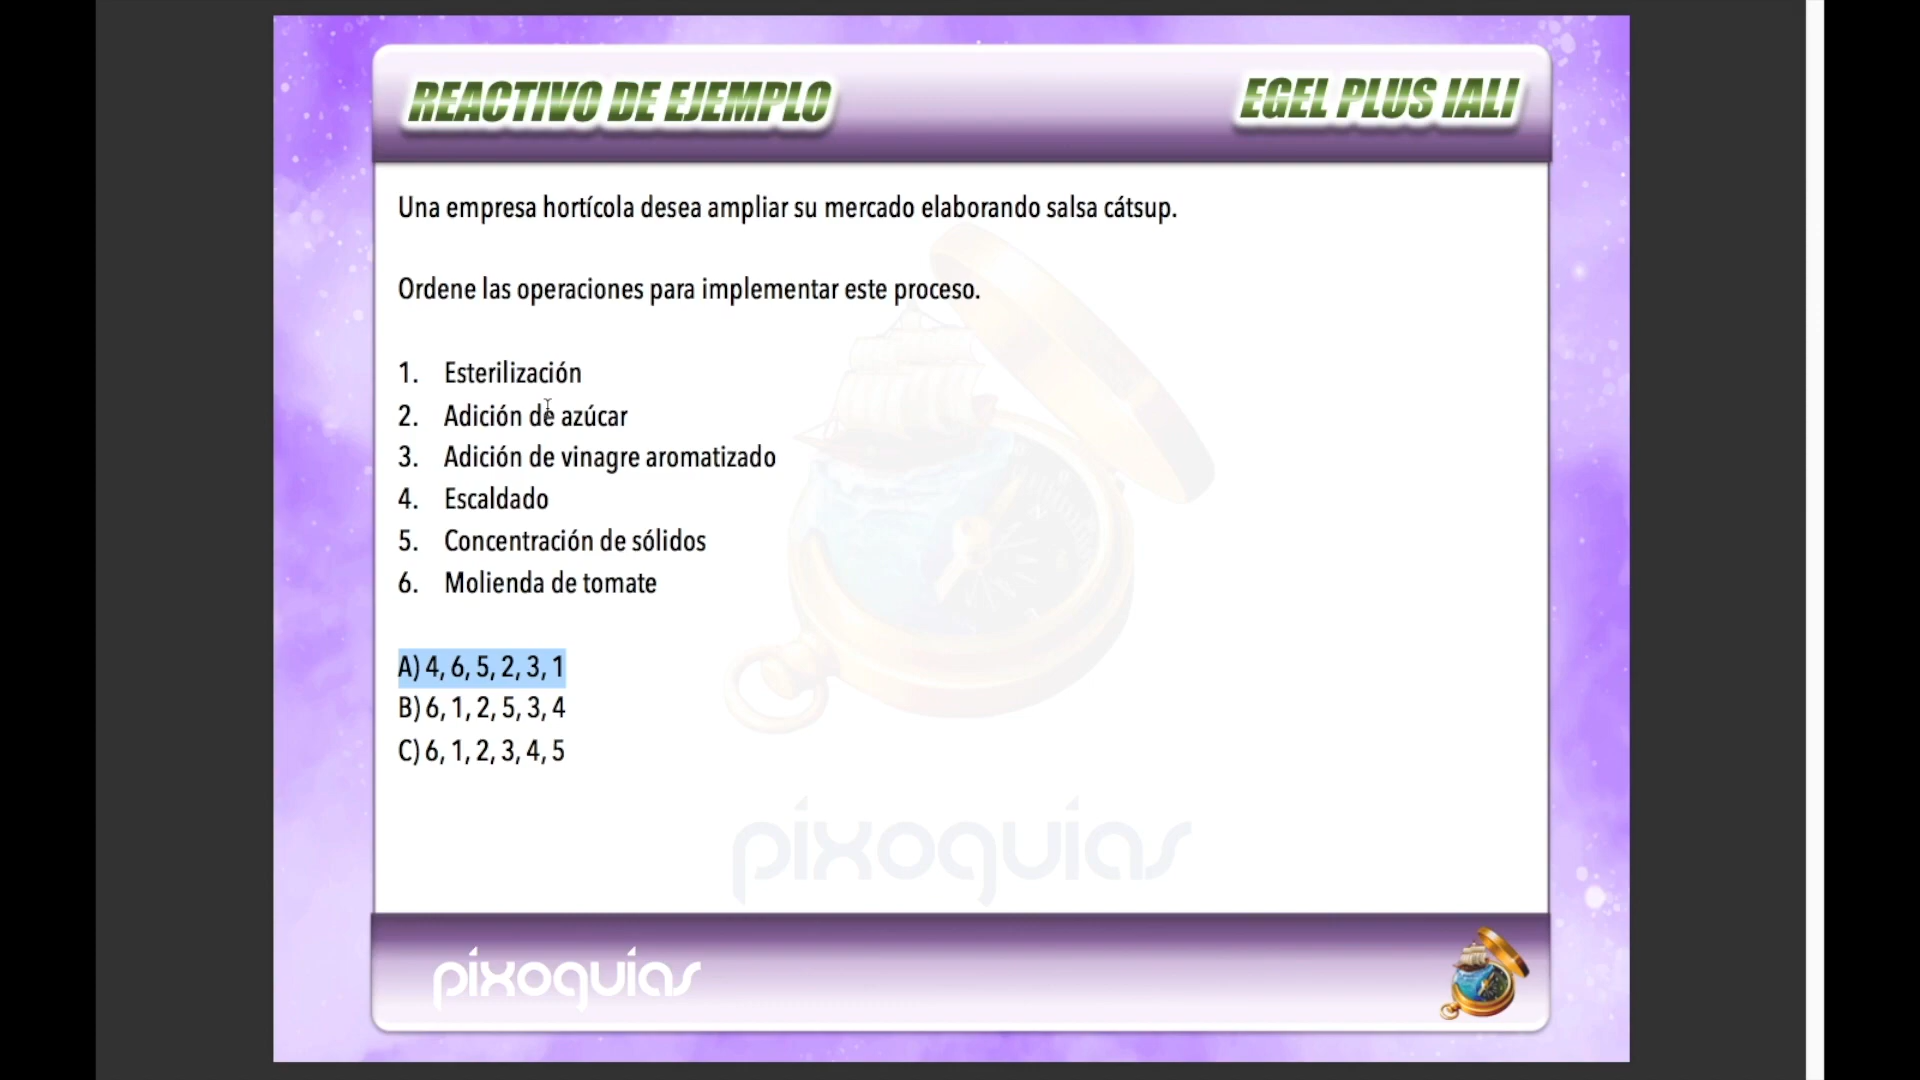 REACTIVO DE EJEMPLO
EGEL PLUS IALI
Una empresa hortícola desea ampliar su mercado elaborando salsa cátsup.
Ordene las operaciones para implementar este proceso.
1. Esterilización
2. Adición de azúcar
3. Adición de vinagre aromatizado
4. Escaldado
5. Concentración de sólidos
6. Molienda de tomate
A) 4, 6, 5, 2, 3, 1
B) 6, 1, 2, 5, 3, 4
C) 6, 1, 2, 3, 4, 5
pixoguías
pixoguías